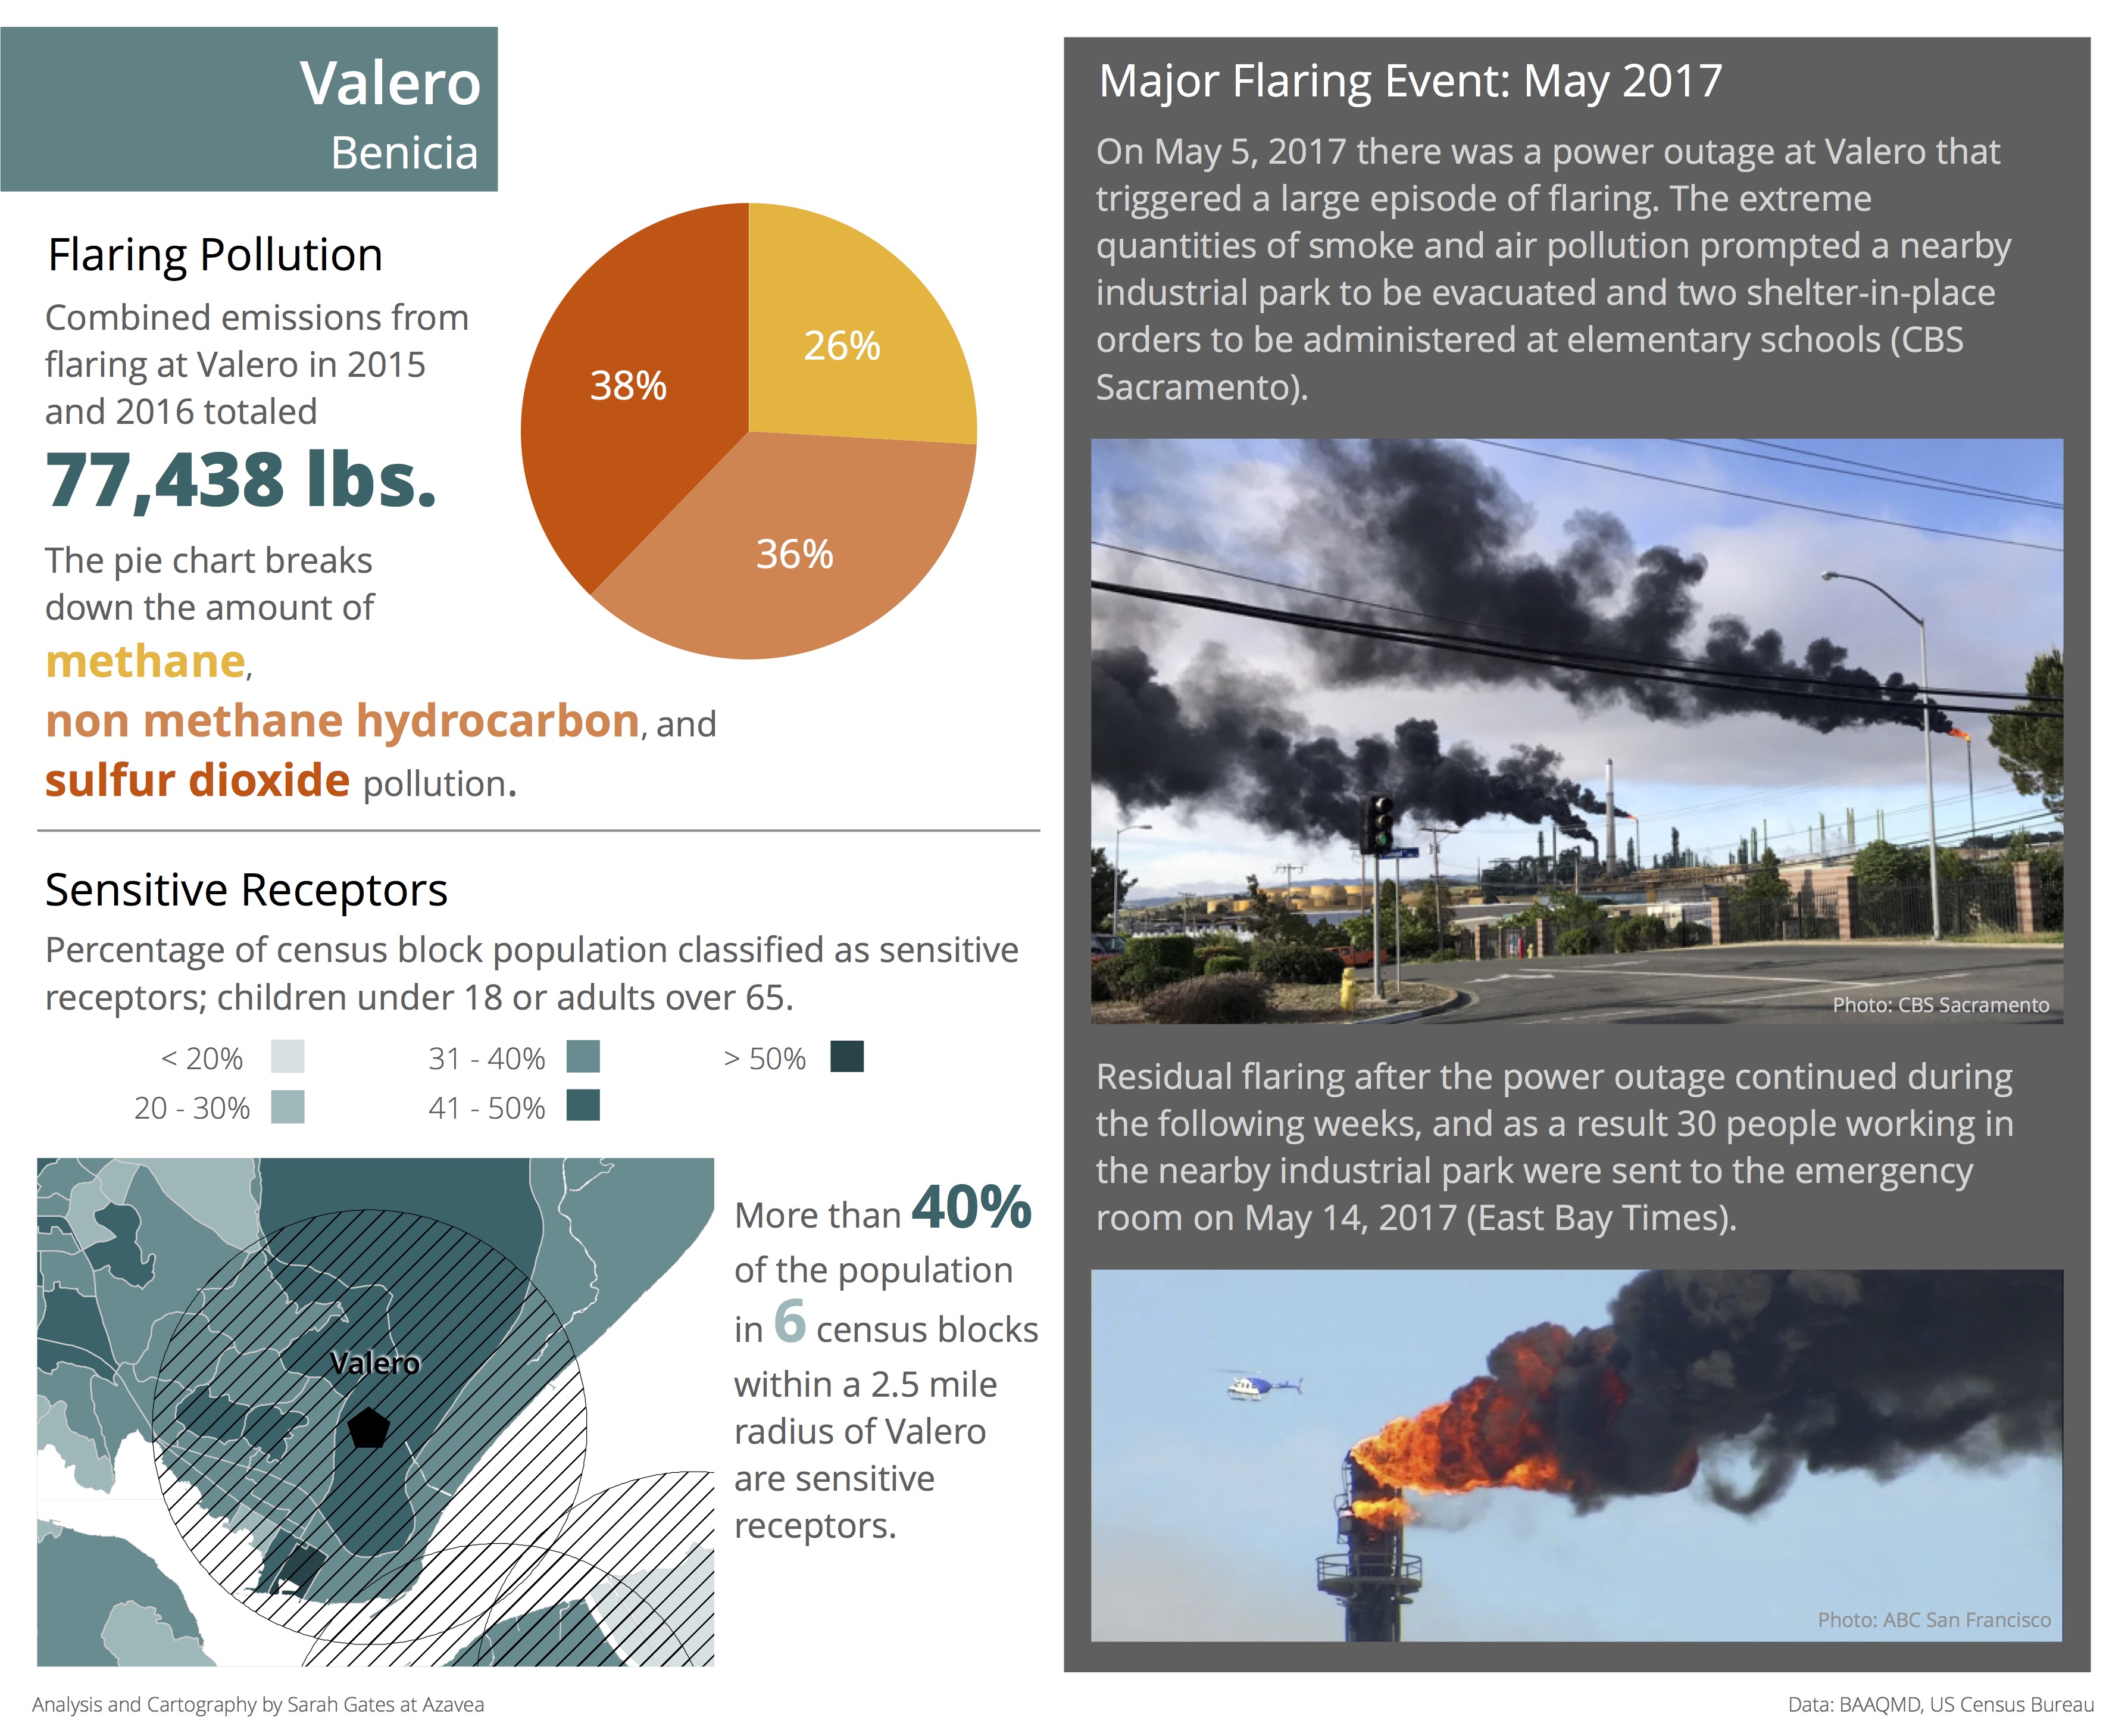 Valero
Benicia
Flaring Pollution
Combined emissions from
flaring at Valero in 2015
and 2016 totaled
77,438 lbs.
The pie chart breaks
down the amount of
methane,
non methane hydrocarbon, and
sulfur dioxide pollution.
26%
38%
36%
Sensitive Receptors
Percentage of census block population classified as sensitive
receptors; children under 18 or adults over 65.
< 20%
31 - 40%
> 50%
20 - 30%
41 - 50%
Valero
More than 40%
of the population
in 6 census blocks
within a 2.5 mile
radius of Valero
are sensitive
receptors.
Major Flaring Event: May 2017
On May 5, 2017 there was a power outage at Valero that
triggered a large episode of flaring. The extreme
quantities of smoke and air pollution prompted a nearby
industrial park to be evacuated and two shelter-in-place
orders to be administered at elementary schools (CBS
Sacramento).
Photo: CBS Sacramento
Residual flaring after the power outage continued during
the following weeks, and as a result 30 people working in
the nearby industrial park were sent to the emergency
room on May 14, 2017 (East Bay Times).
Photo: ABC San Francisco
Analysis and Cartography by Sarah Gates at Azavea
Data: BAAQMD, US Census Bureau